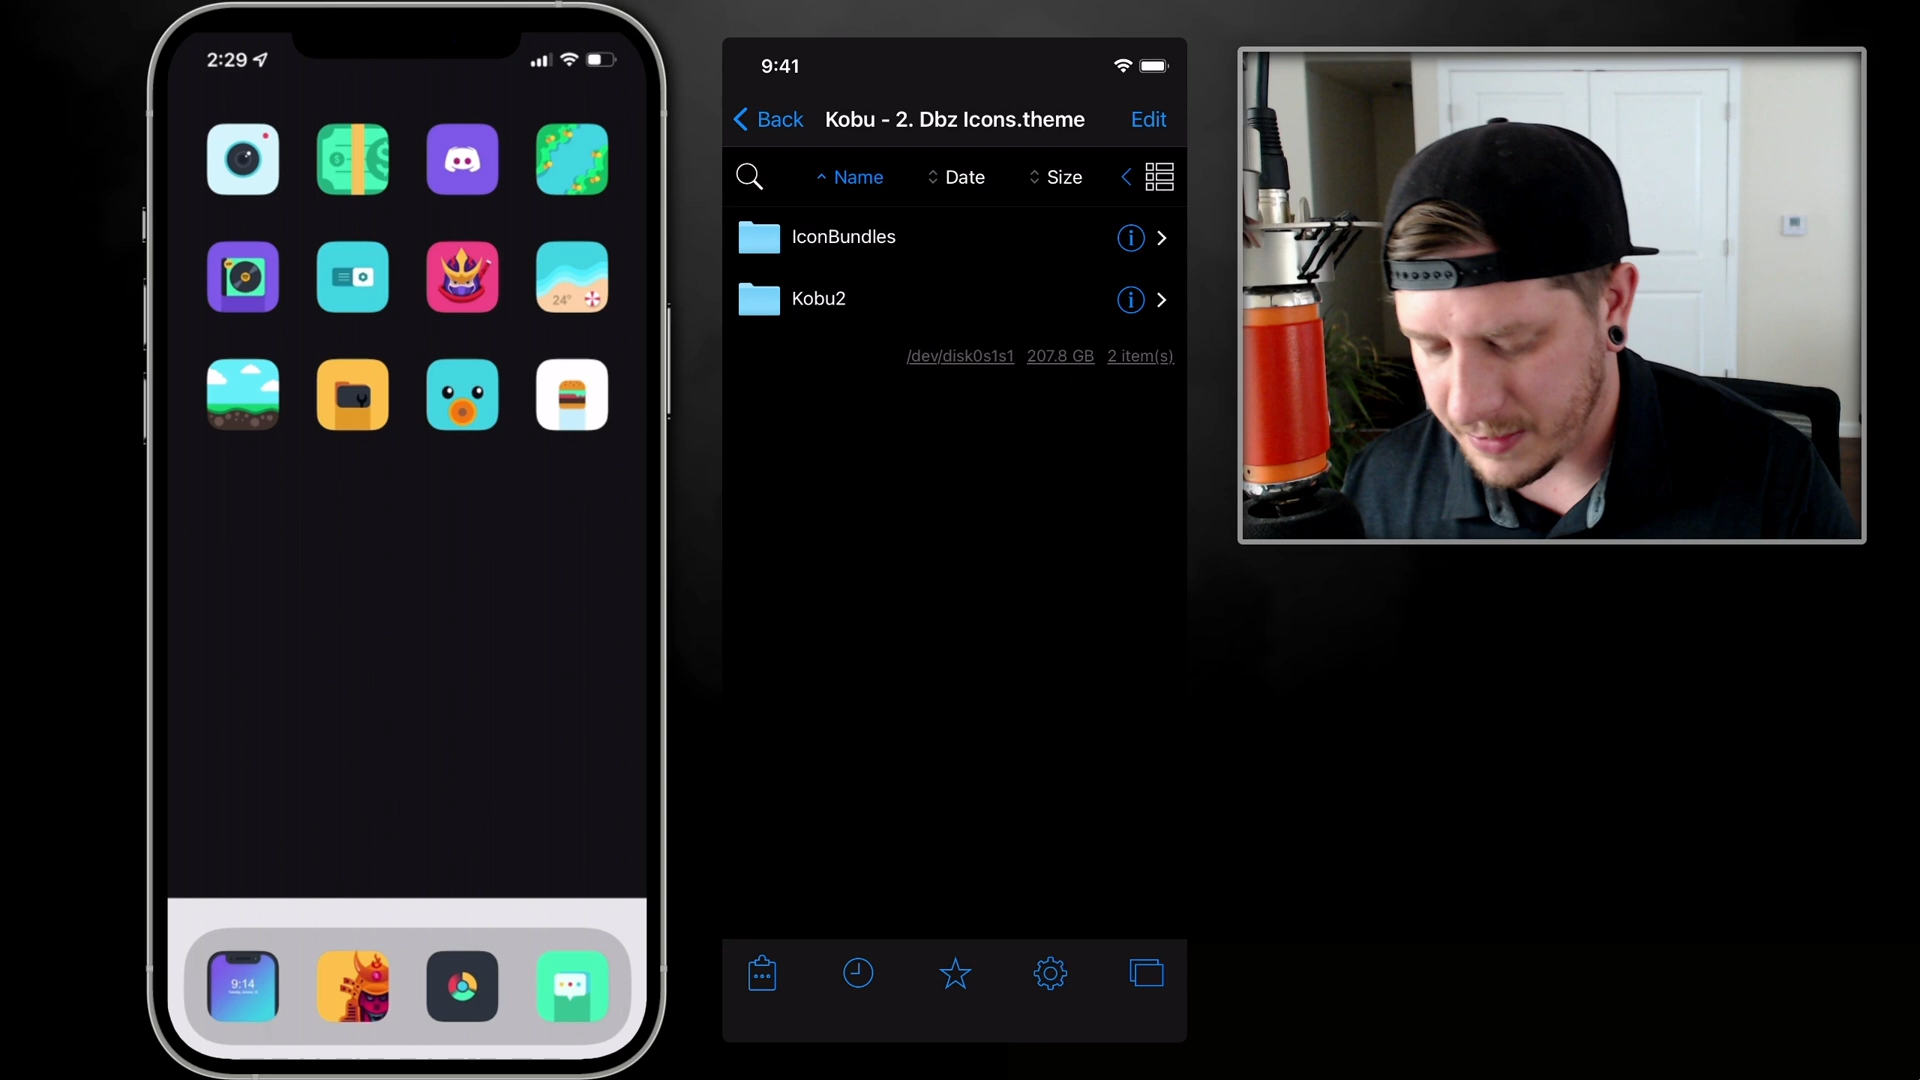 2:29
24°
9:14
9:41
Back Kobu - 2. Dbz Icons.theme Edit
Name Date Size
IconBundles
Kobu2
/dev/disk0s1s1 207.8 GB 2 item(s)